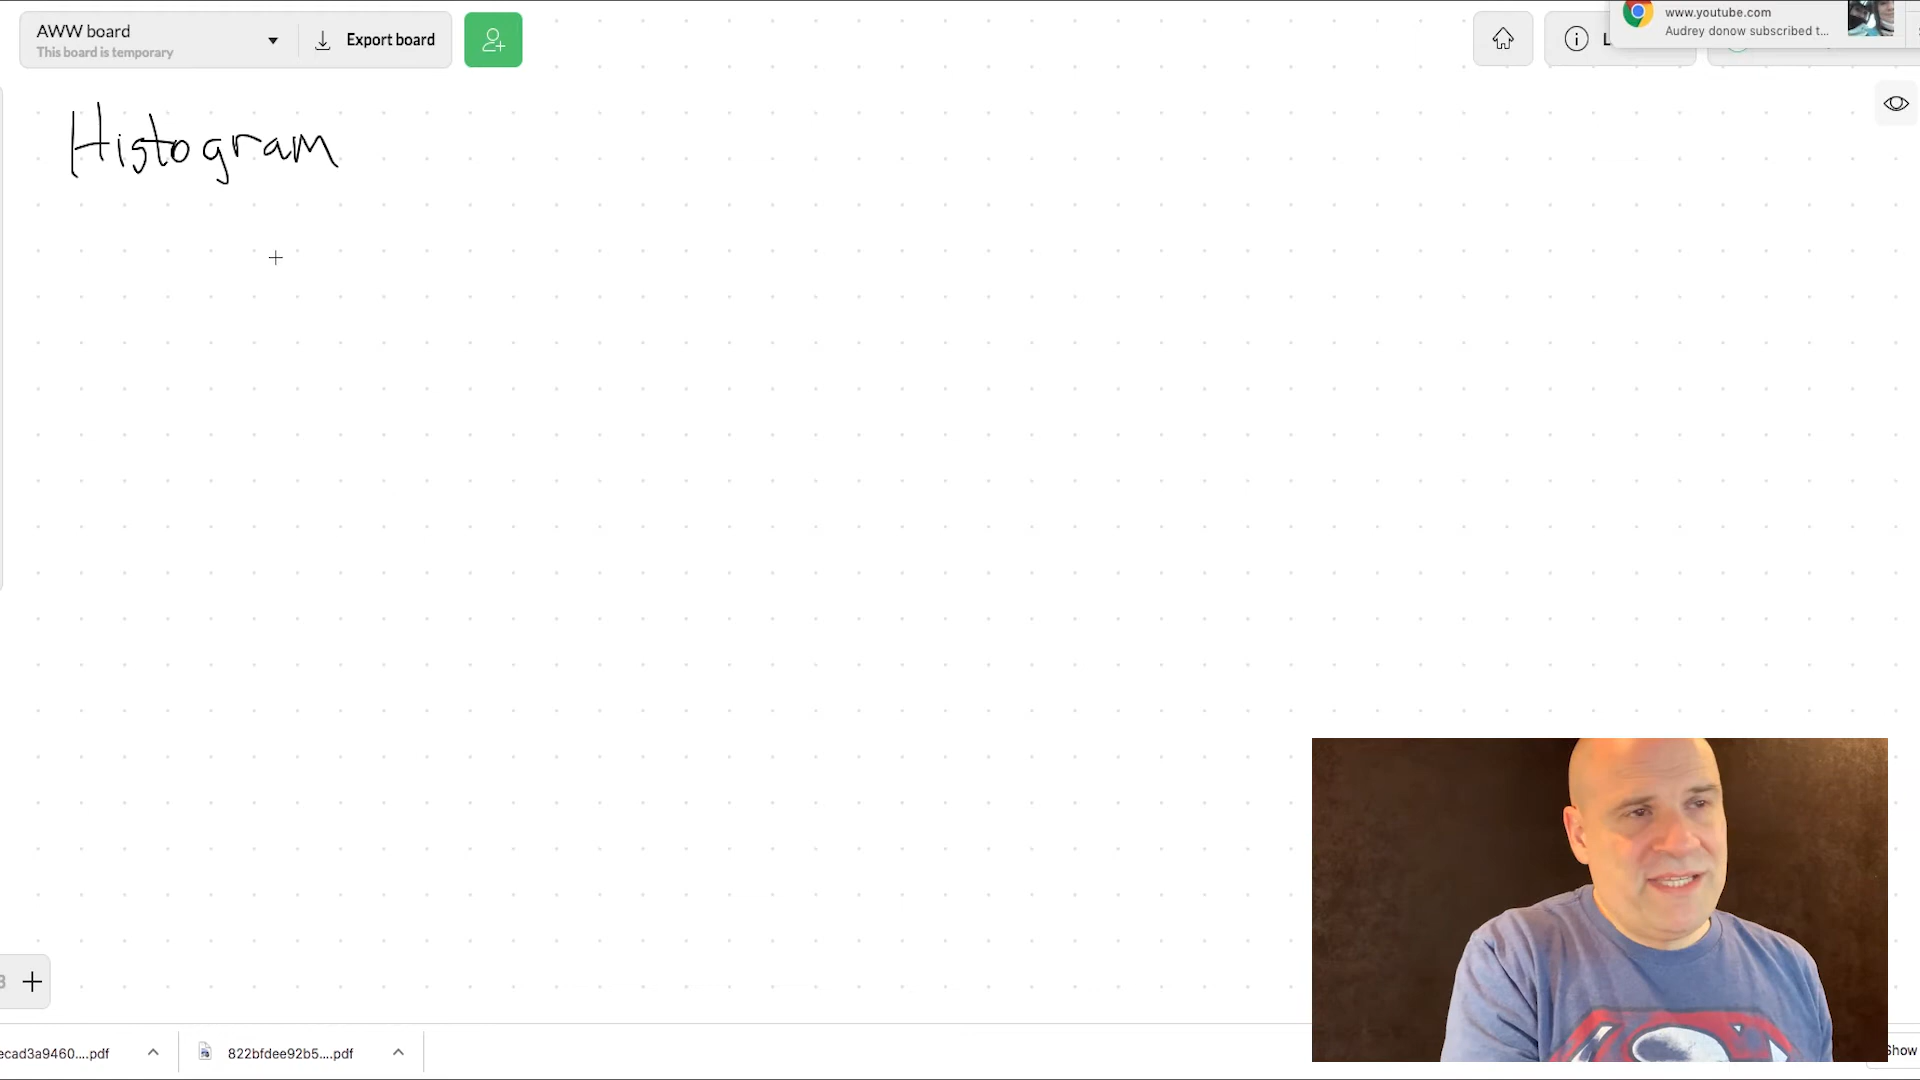 AWW board
This board is temporary
Export board
www.youtube.com
Audrey donow subscribed t...
Histogram
ecad3a9460....pdf
822bfdee92b5....pdf
Show